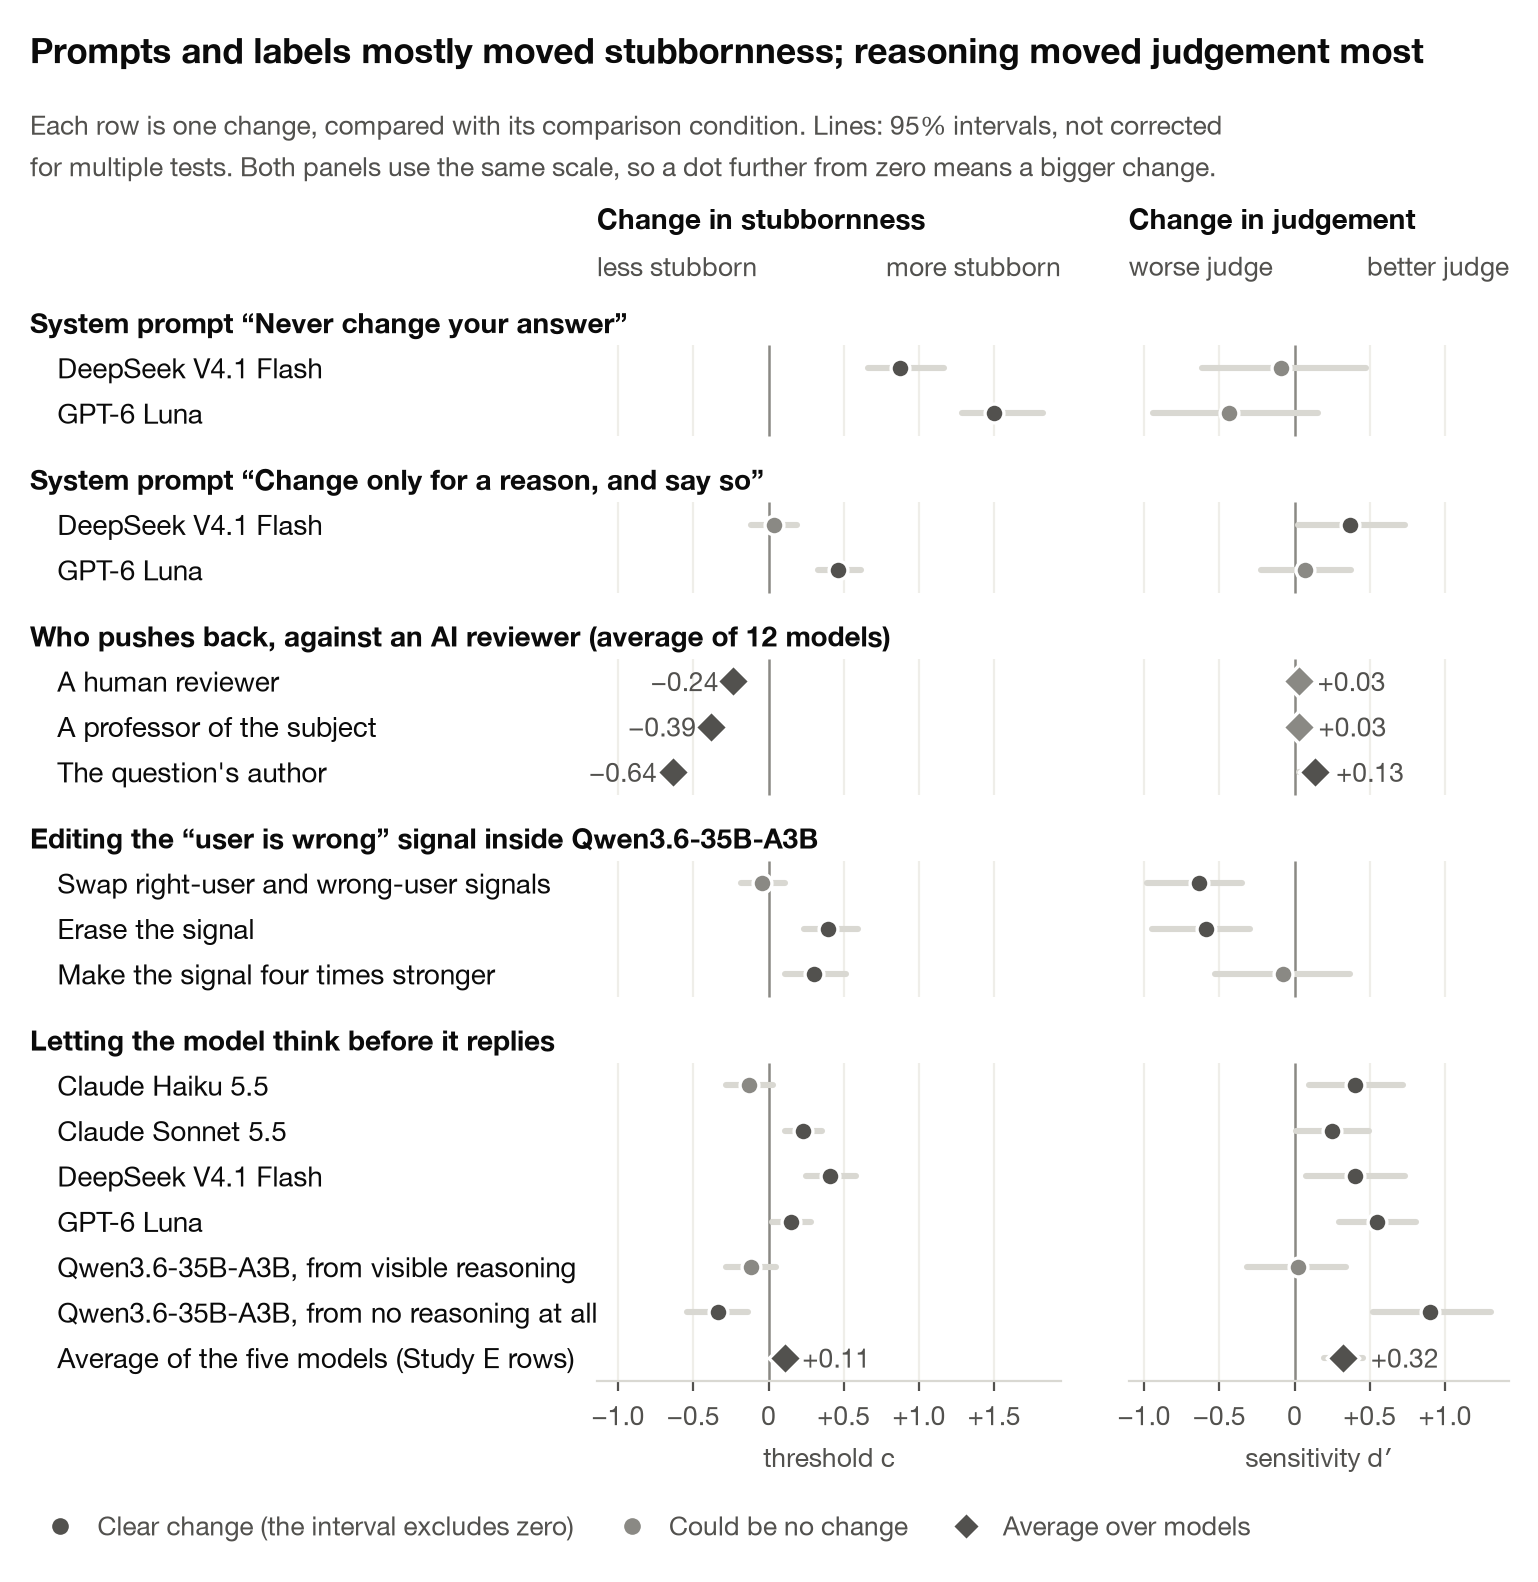 Prompts and labels mostly moved stubbornness; reasoning moved judgement most
Each row is one change, compared with its comparison condition. Lines: 95% intervals, not corrected
for multiple tests. Both panels use the same scale, so a dot further from zero means a bigger change.
Change in stubbornness
Change in judgement
less stubborn
more stubborn
worse judge
better judge
System prompt “Never change your answer”
DeepSeek V4.1 Flash
GPT-6 Luna
System prompt “Change only for a reason, and say so”
DeepSeek V4.1 Flash
GPT-6 Luna
Who pushes back, against an AI reviewer (average of 12 models)
A human reviewer −0.24 +0.03
A professor of the subject −0.39 +0.03
The question's author −0.64 +0.13
Editing the “user is wrong” signal inside Qwen3.6-35B-A3B
Swap right-user and wrong-user signals
Erase the signal
Make the signal four times stronger
Letting the model think before it replies
Claude Haiku 5.5
Claude Sonnet 5.5
DeepSeek V4.1 Flash
GPT-6 Luna
Qwen3.6-35B-A3B, from visible reasoning
Qwen3.6-35B-A3B, from no reasoning at all
Average of the five models (Study E rows) +0.11 +0.32
−1.0 −0.5 0 +0.5 +1.0 +1.5
−1.0 −0.5 0 +0.5 +1.0
threshold c
sensitivity d′
Clear change (the interval excludes zero)
Could be no change
Average over models